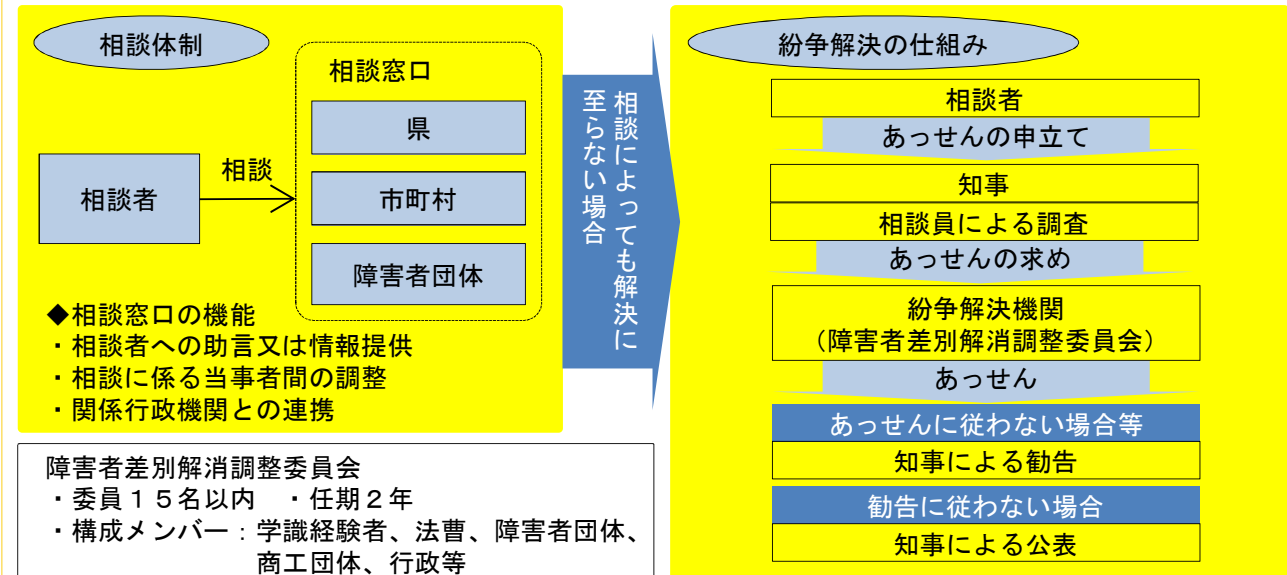 相談体制
相談窓口
県
相談者
相談
市町村
障害者団体
◆相談窓口の機能
・相談者への助言又は情報提供
・相談に係る当事者間の調整
・関係行政機関との連携
相談によっても解決に
至らない場合
障害者差別解消調整委員会
・委員１５名以内　・任期２年
・構成メンバー：学識経験者、法曹、障害者団体、
商工団体、行政等
紛争解決の仕組み
相談者
あっせんの申立て
知事
相談員による調査
あっせんの求め
紛争解決機関
（障害者差別解消調整委員会）
あっせん
あっせんに従わない場合等
知事による勧告
勧告に従わない場合
知事による公表